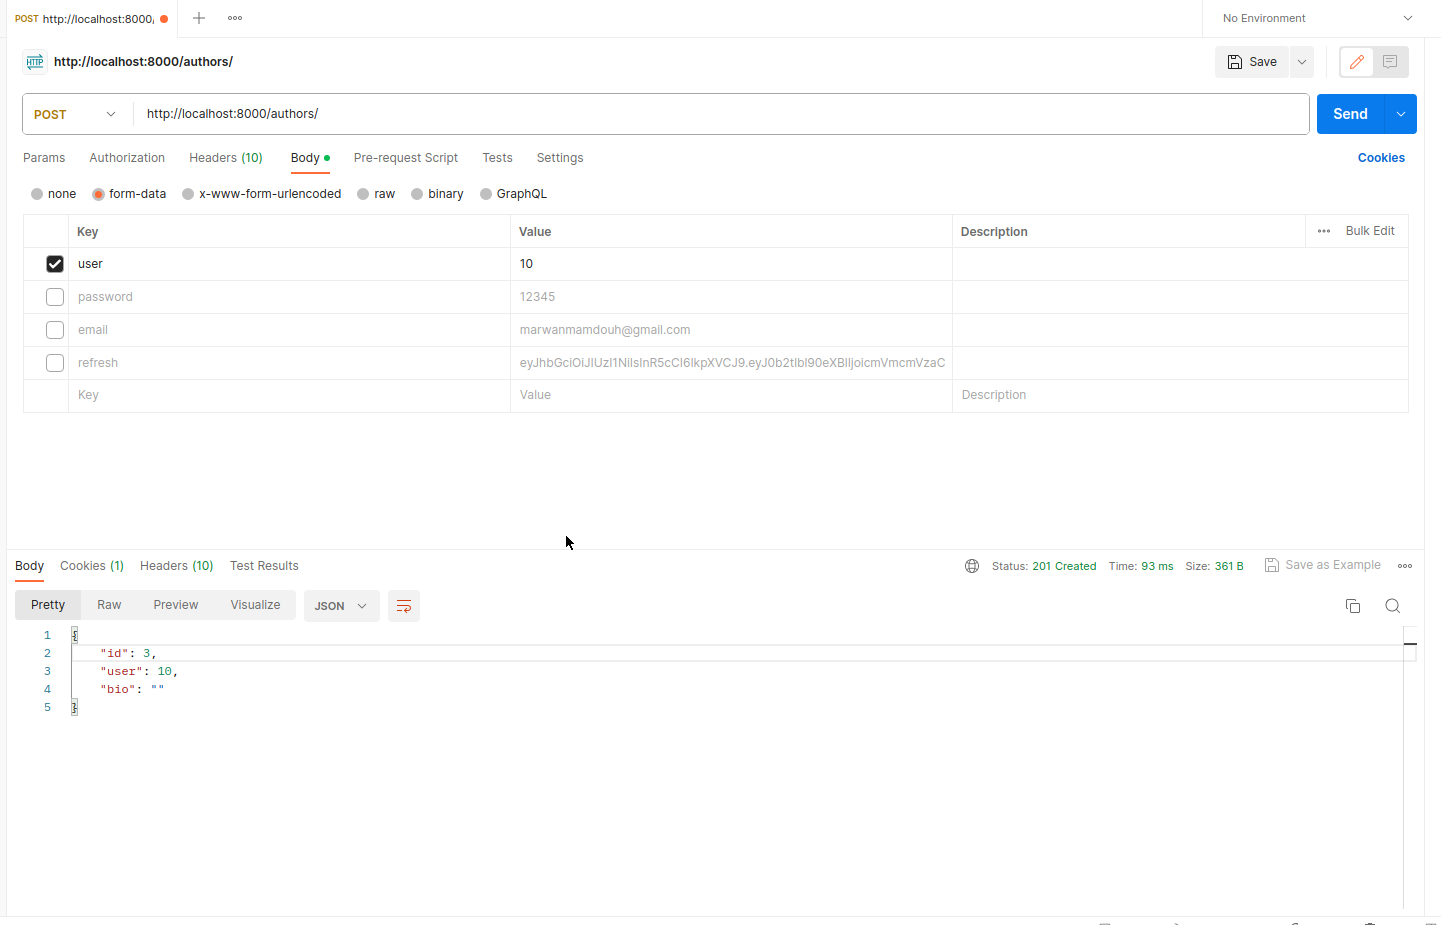 POST http://localhost:8000/
No Environment
HTTP http://localhost:8000/authors/
Save
POST http://localhost:8000/authors/
Send
Params Authorization Headers (10) Body Pre-request Script Tests Settings Cookies
none form-data x-www-form-urlencoded raw binary GraphQL
Key Value Description Bulk Edit
user 10
password 12345
email marwanmamdouh@gmail.com
refresh
Key Value Description
Body Cookies (1) Headers (10) Test Results Status: 201 Created Time: 93 ms Size: 361 B Save as Example
Pretty Raw Preview Visualize JSON
1 {
2 "id": 3,
3 "user": 10,
4 "bio": ""
5 }